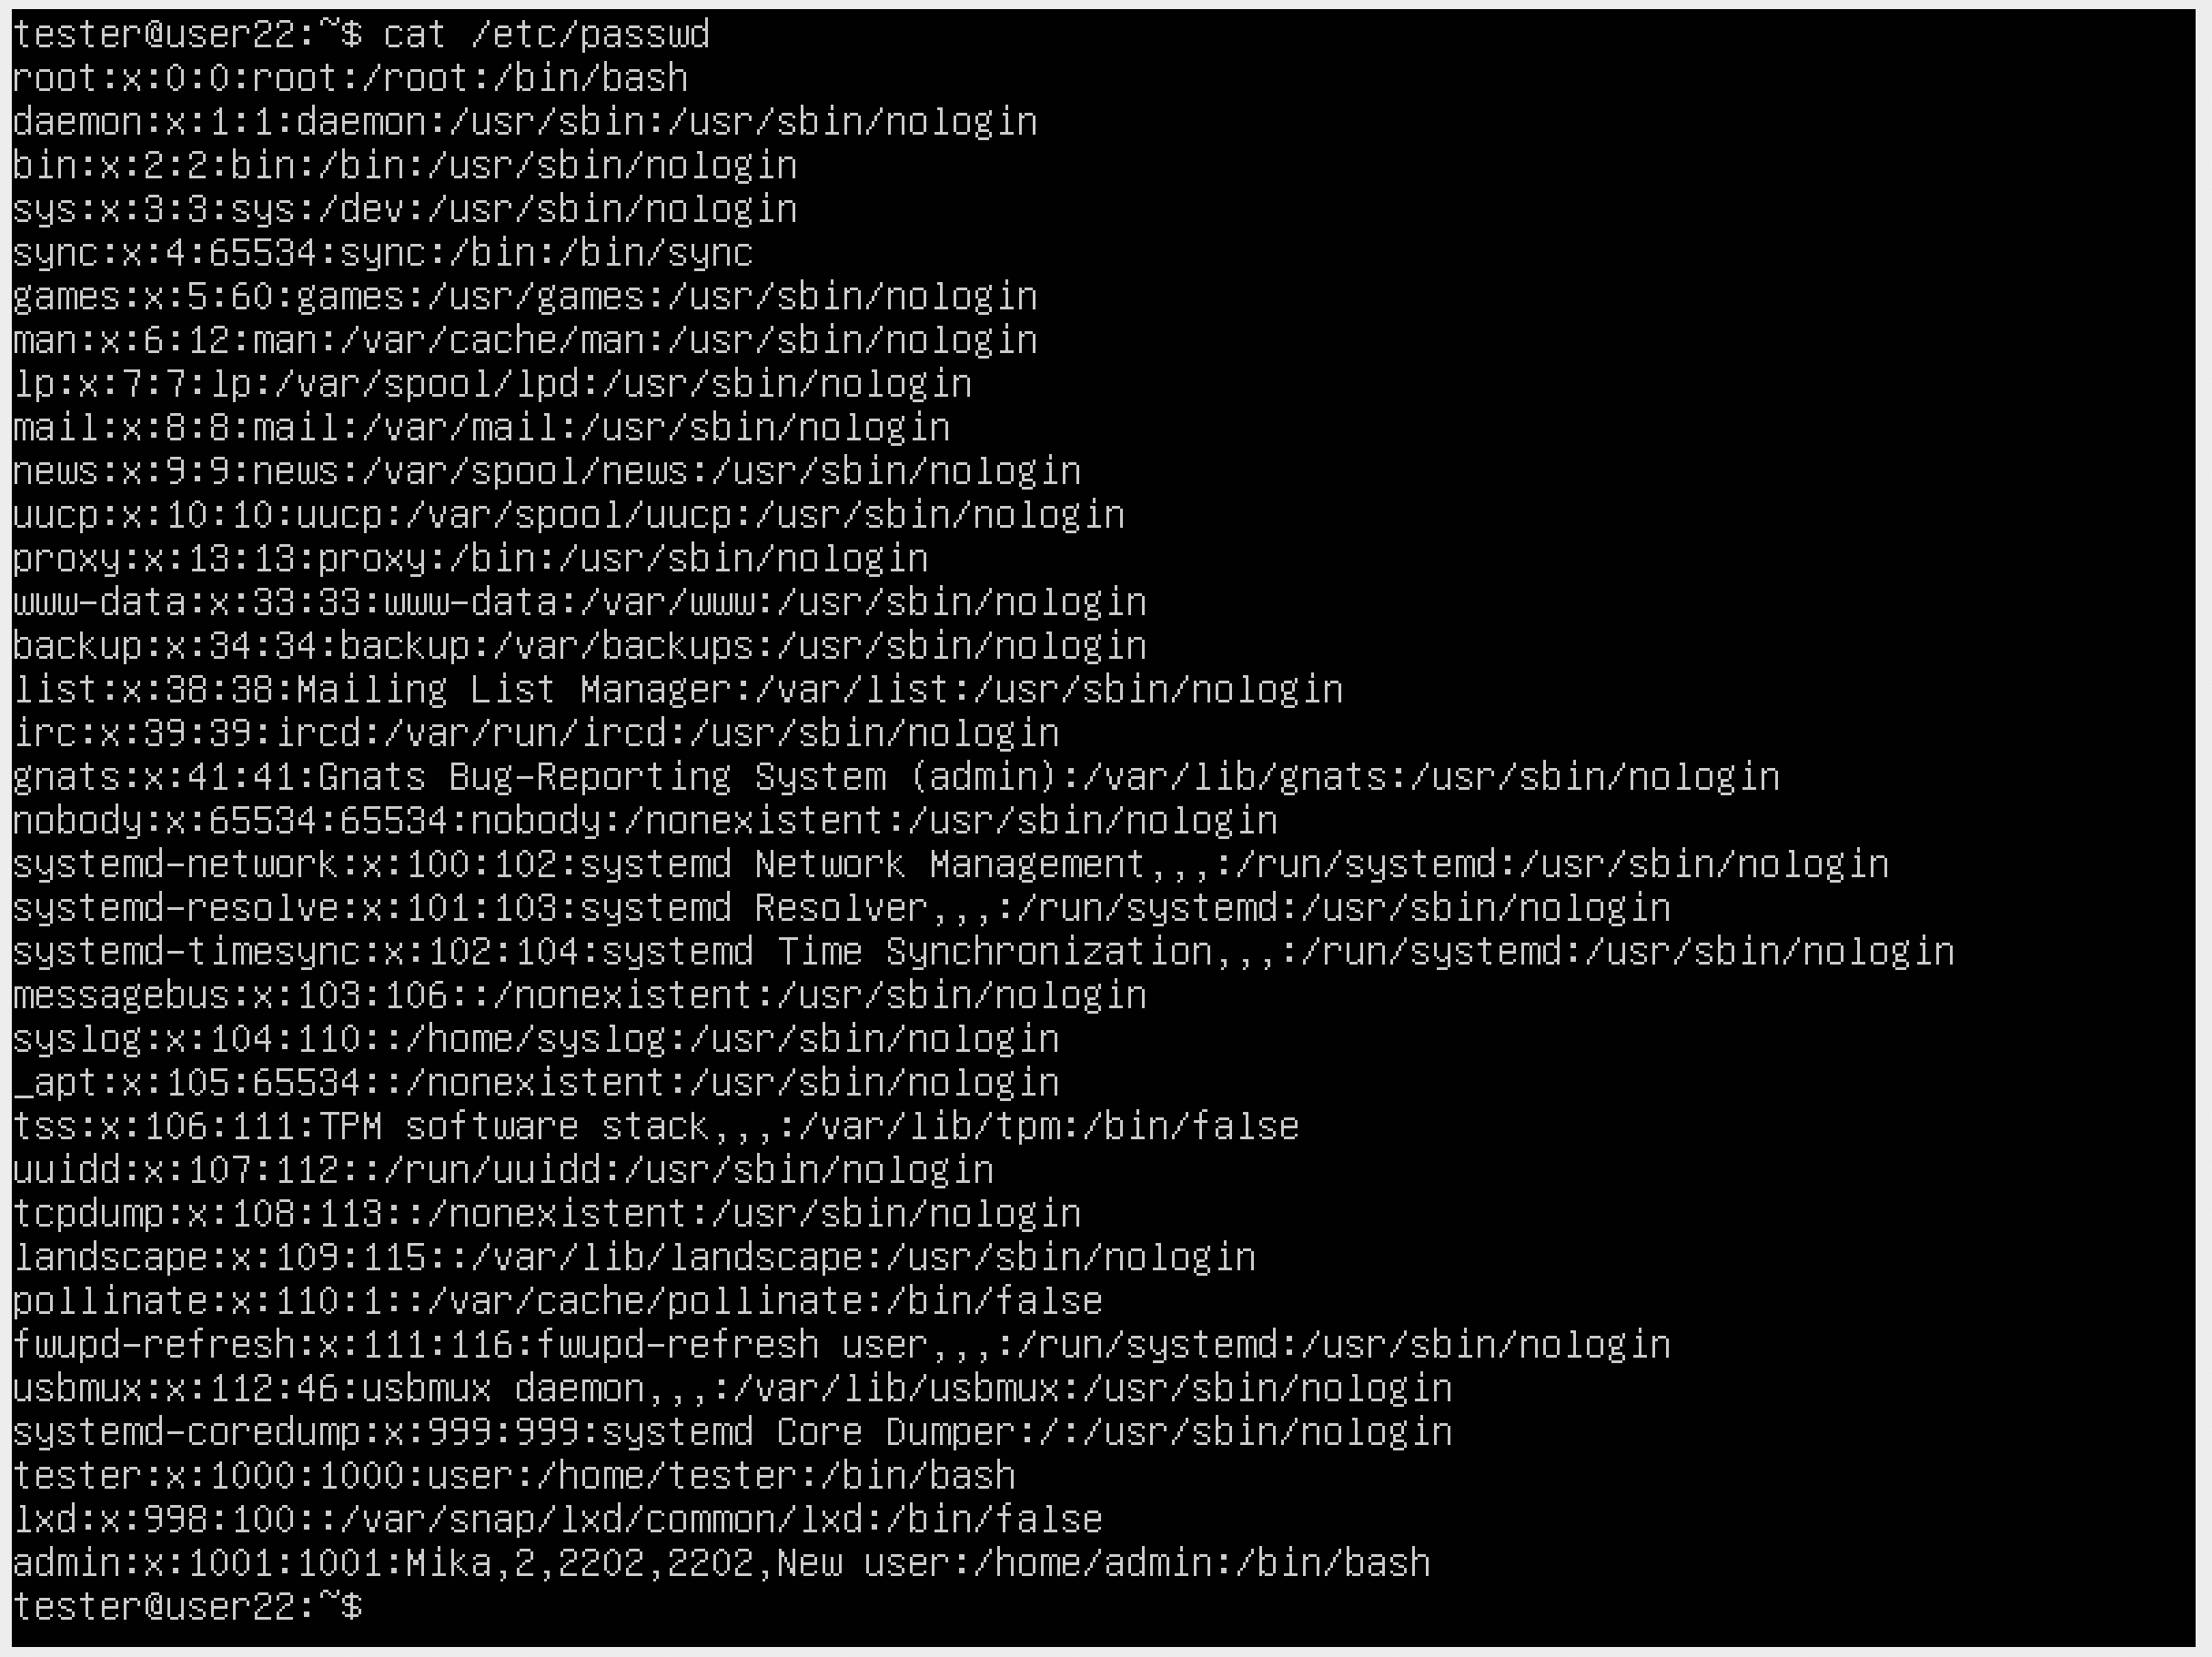 tester@user22:~$ cat /etc/passwd
root:x:0:0:root:/root:/bin/bash
daemon:x:1:1:daemon:/usr/sbin:/usr/sbin/nologin
bin:x:2:2:bin:/bin:/usr/sbin/nologin
sys:x:3:3:sys:/dev:/usr/sbin/nologin
sync:x:4:65534:sync:/bin:/bin/sync
games:x:5:60:games:/usr/games:/usr/sbin/nologin
man:x:6:12:man:/var/cache/man:/usr/sbin/nologin
lp:x:7:7:lp:/var/spool/lpd:/usr/sbin/nologin
mail:x:8:8:mail:/var/mail:/usr/sbin/nologin
news:x:9:9:news:/var/spool/news:/usr/sbin/nologin
uucp:x:10:10:uucp:/var/spool/uucp:/usr/sbin/nologin
proxy:x:13:13:proxy:/bin:/usr/sbin/nologin
www-data:x:33:33:www-data:/var/www:/usr/sbin/nologin
backup:x:34:34:backup:/var/backups:/usr/sbin/nologin
list:x:38:38:Mailing List Manager:/var/list:/usr/sbin/nologin
irc:x:39:39:ircd:/var/run/ircd:/usr/sbin/nologin
gnats:x:41:41:Gnats Bug-Reporting System (admin):/var/lib/gnats:/usr/sbin/nologin
nobody:x:65534:65534:nobody:/nonexistent:/usr/sbin/nologin
systemd-network:x:100:102:systemd Network Management,,,:/run/systemd:/usr/sbin/nologin
systemd-resolve:x:101:103:systemd Resolver,,,:/run/systemd:/usr/sbin/nologin
systemd-timesync:x:102:104:systemd Time Synchronization,,,:/run/systemd:/usr/sbin/nologin
messagebus:x:103:106::/nonexistent:/usr/sbin/nologin
syslog:x:104:110::/home/syslog:/usr/sbin/nologin
_apt:x:105:65534::/nonexistent:/usr/sbin/nologin
tss:x:106:111:TPM software stack,,,:/var/lib/tpm:/bin/false
uuidd:x:107:112::/run/uuidd:/usr/sbin/nologin
tcpdump:x:108:113::/nonexistent:/usr/sbin/nologin
landscape:x:109:115::/var/lib/landscape:/usr/sbin/nologin
pollinate:x:110:1::/var/cache/pollinate:/bin/false
fwupd-refresh:x:111:116:fwupd-refresh user,,,:/run/systemd:/usr/sbin/nologin
usbmux:x:112:46:usbmux daemon,,,:/var/lib/usbmux:/usr/sbin/nologin
systemd-coredump:x:999:999:systemd Core Dumper:/:/usr/sbin/nologin
tester:x:1000:1000:user:/home/tester:/bin/bash
lxd:x:998:100::/var/snap/lxd/common/lxd:/bin/false
admin:x:1001:1001:Mika,2,2202,2202,New user:/home/admin:/bin/bash
tester@user22:~$